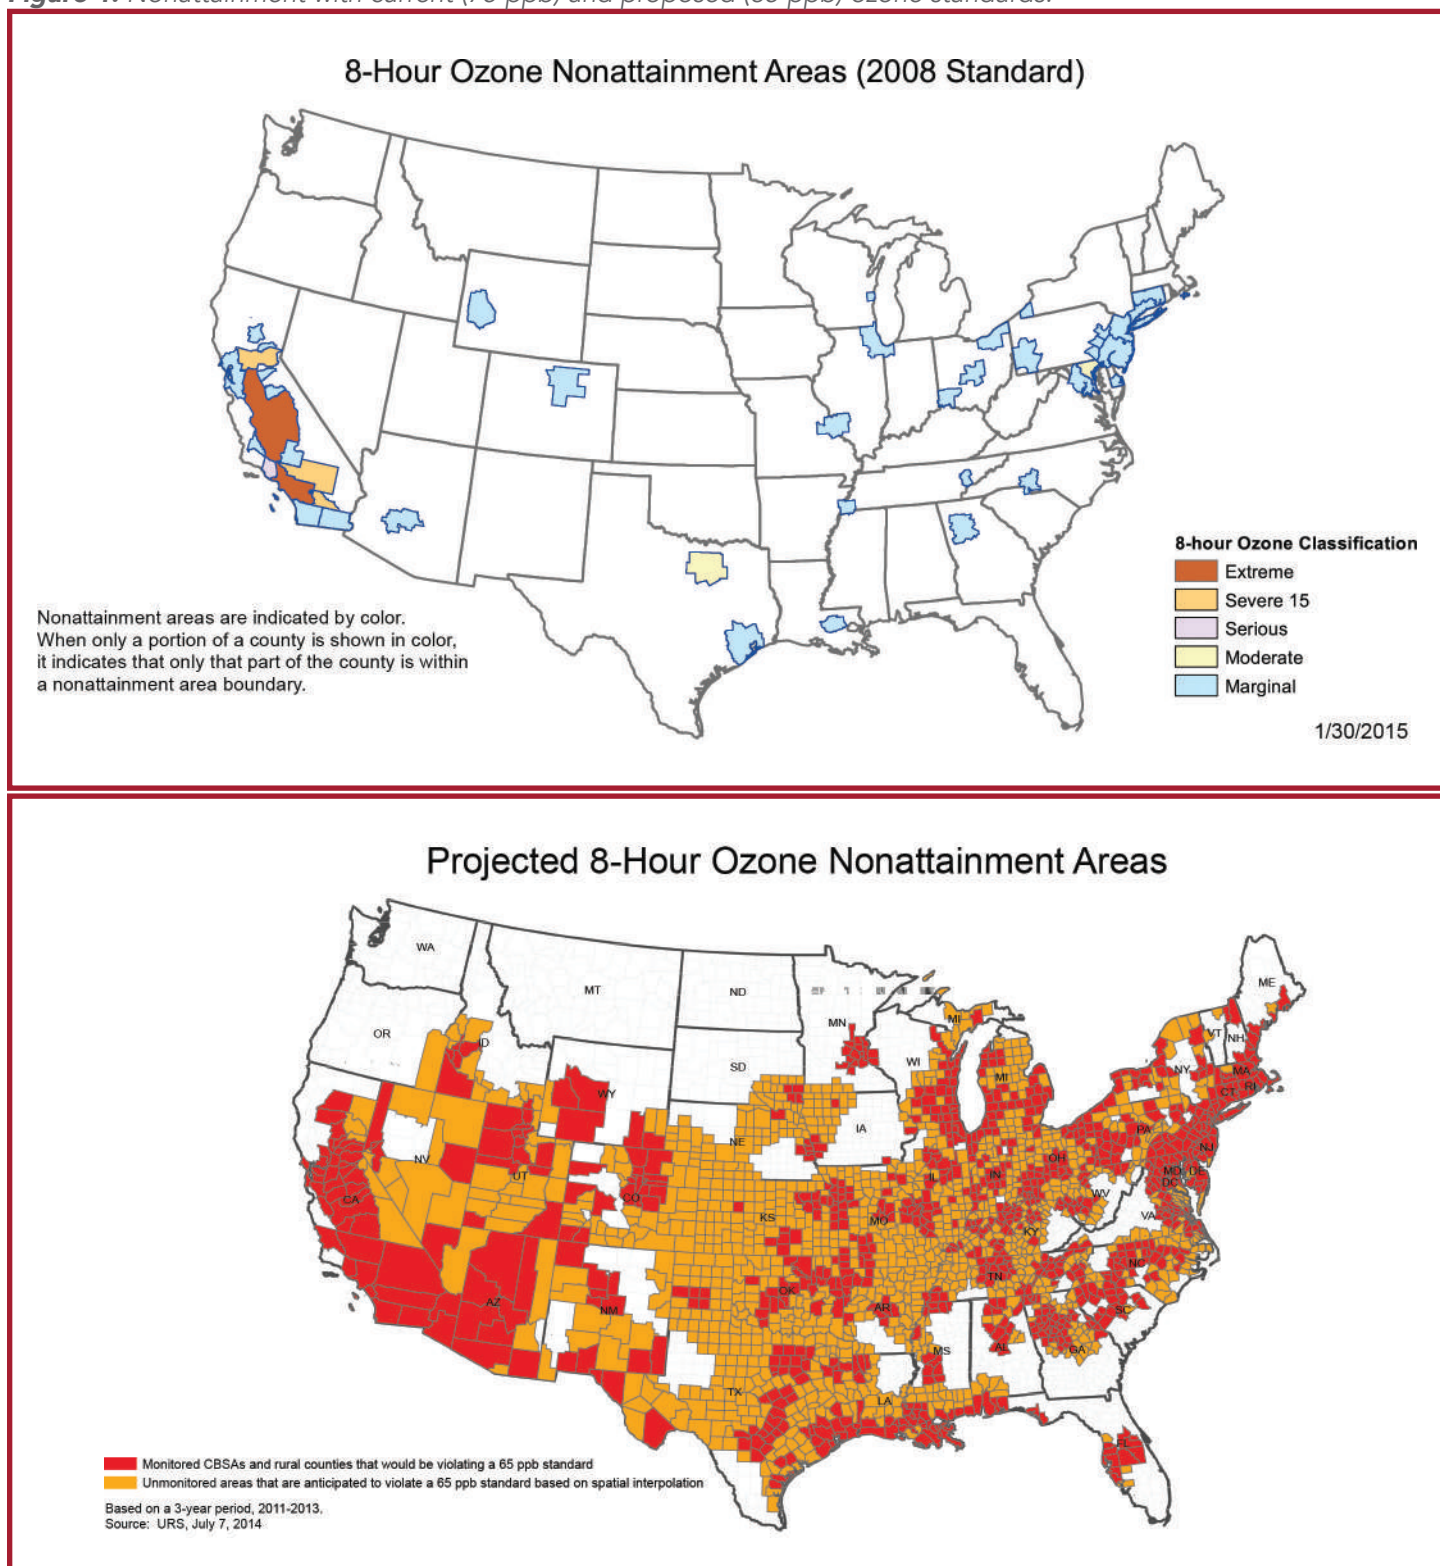 8-Hour Ozone Nonattainment Areas (2008 Standard)
Nonattainment areas are indicated by color.
When only a portion of a county is shown in color,
it indicates that only that part of the county is within
a nonattainment area boundary.
8-hour Ozone Classification
Extreme
Severe 15
Serious
Moderate
Marginal
1/30/2015
Projected 8-Hour Ozone Nonattainment Areas
WA
MT
ND
MN
MI
ME
OR
ID
SD
WI
VT
NH
WY
MI
NY
MA
CT
RI
NE
IA
PA
NV
UT
NJ
OH
IL
IN
MD
DE
DC
CA
CO
WV
KS
MO
VA
KY
NC
TN
AZ
NM
OK
AR
SC
MS
AL
GA
TX
LA
FL
Monitored CBSAs and rural counties that would be violating a 65 ppb standard
Unmonitored areas that are anticipated to violate a 65 ppb standard based on spatial interpolation
Based on a 3-year period, 2011-2013.
Source: URS, July 7, 2014